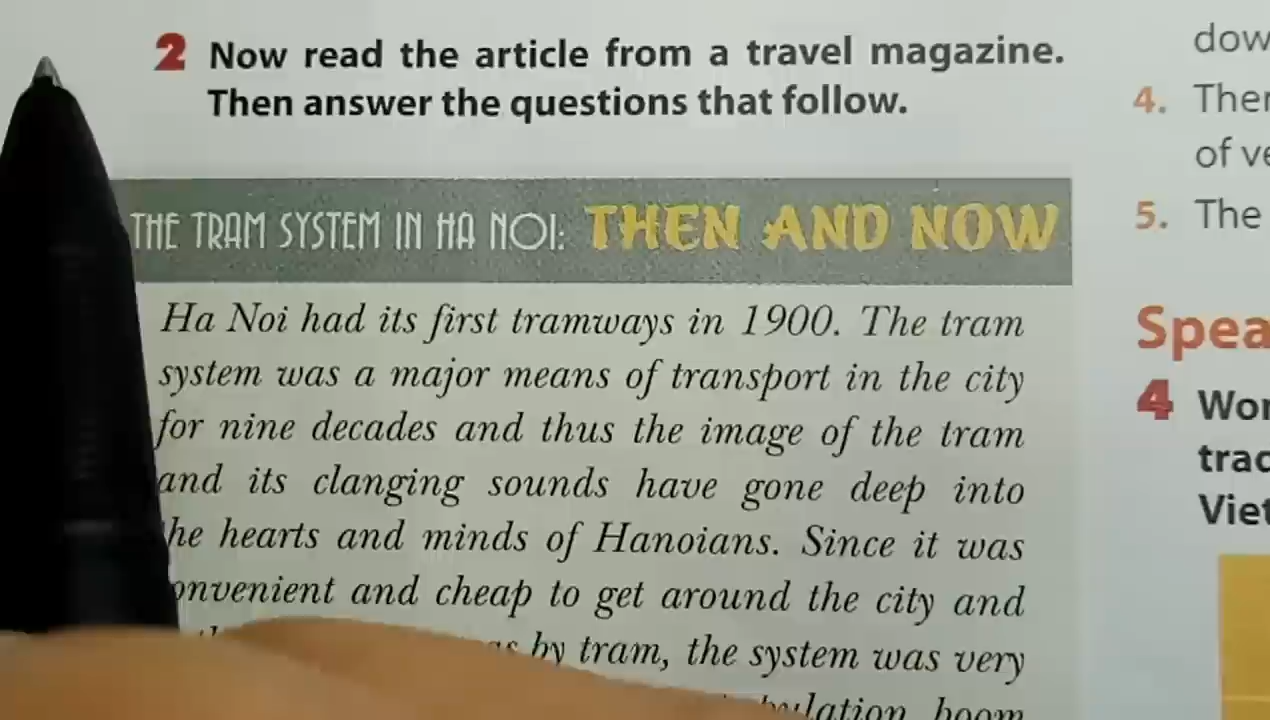 2 Now read the article from a travel magazine.
Then answer the questions that follow.
THE TRAM SYSTEM IN HA NOI: THEN AND NOW
Ha Noi had its first tramways in 1900. The tram
system was a major means of transport in the city
for nine decades and thus the image of the tram
and its clanging sounds have gone deep into
he hearts and minds of Hanoians. Since it was
onvenient and cheap to get around the city and
by tram, the system was very
boom
dow
4. Ther
of ve
5. The
Spea
4 Wor
trad
Viet